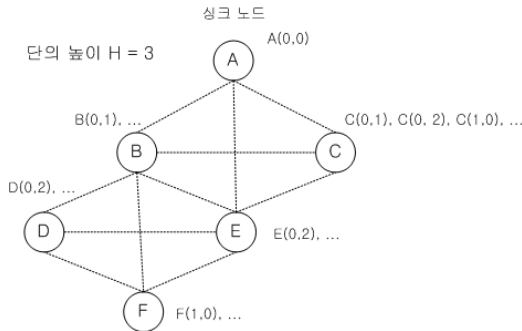 싱크 노드
A(0,0)
단의 높이 H = 3
A
B(0,1), ...
C(0,1), C(0, 2), C(1,0), ...
B
C
D(0,2), ...
D
E
E(0,2), ...
F
F(1,0), ...